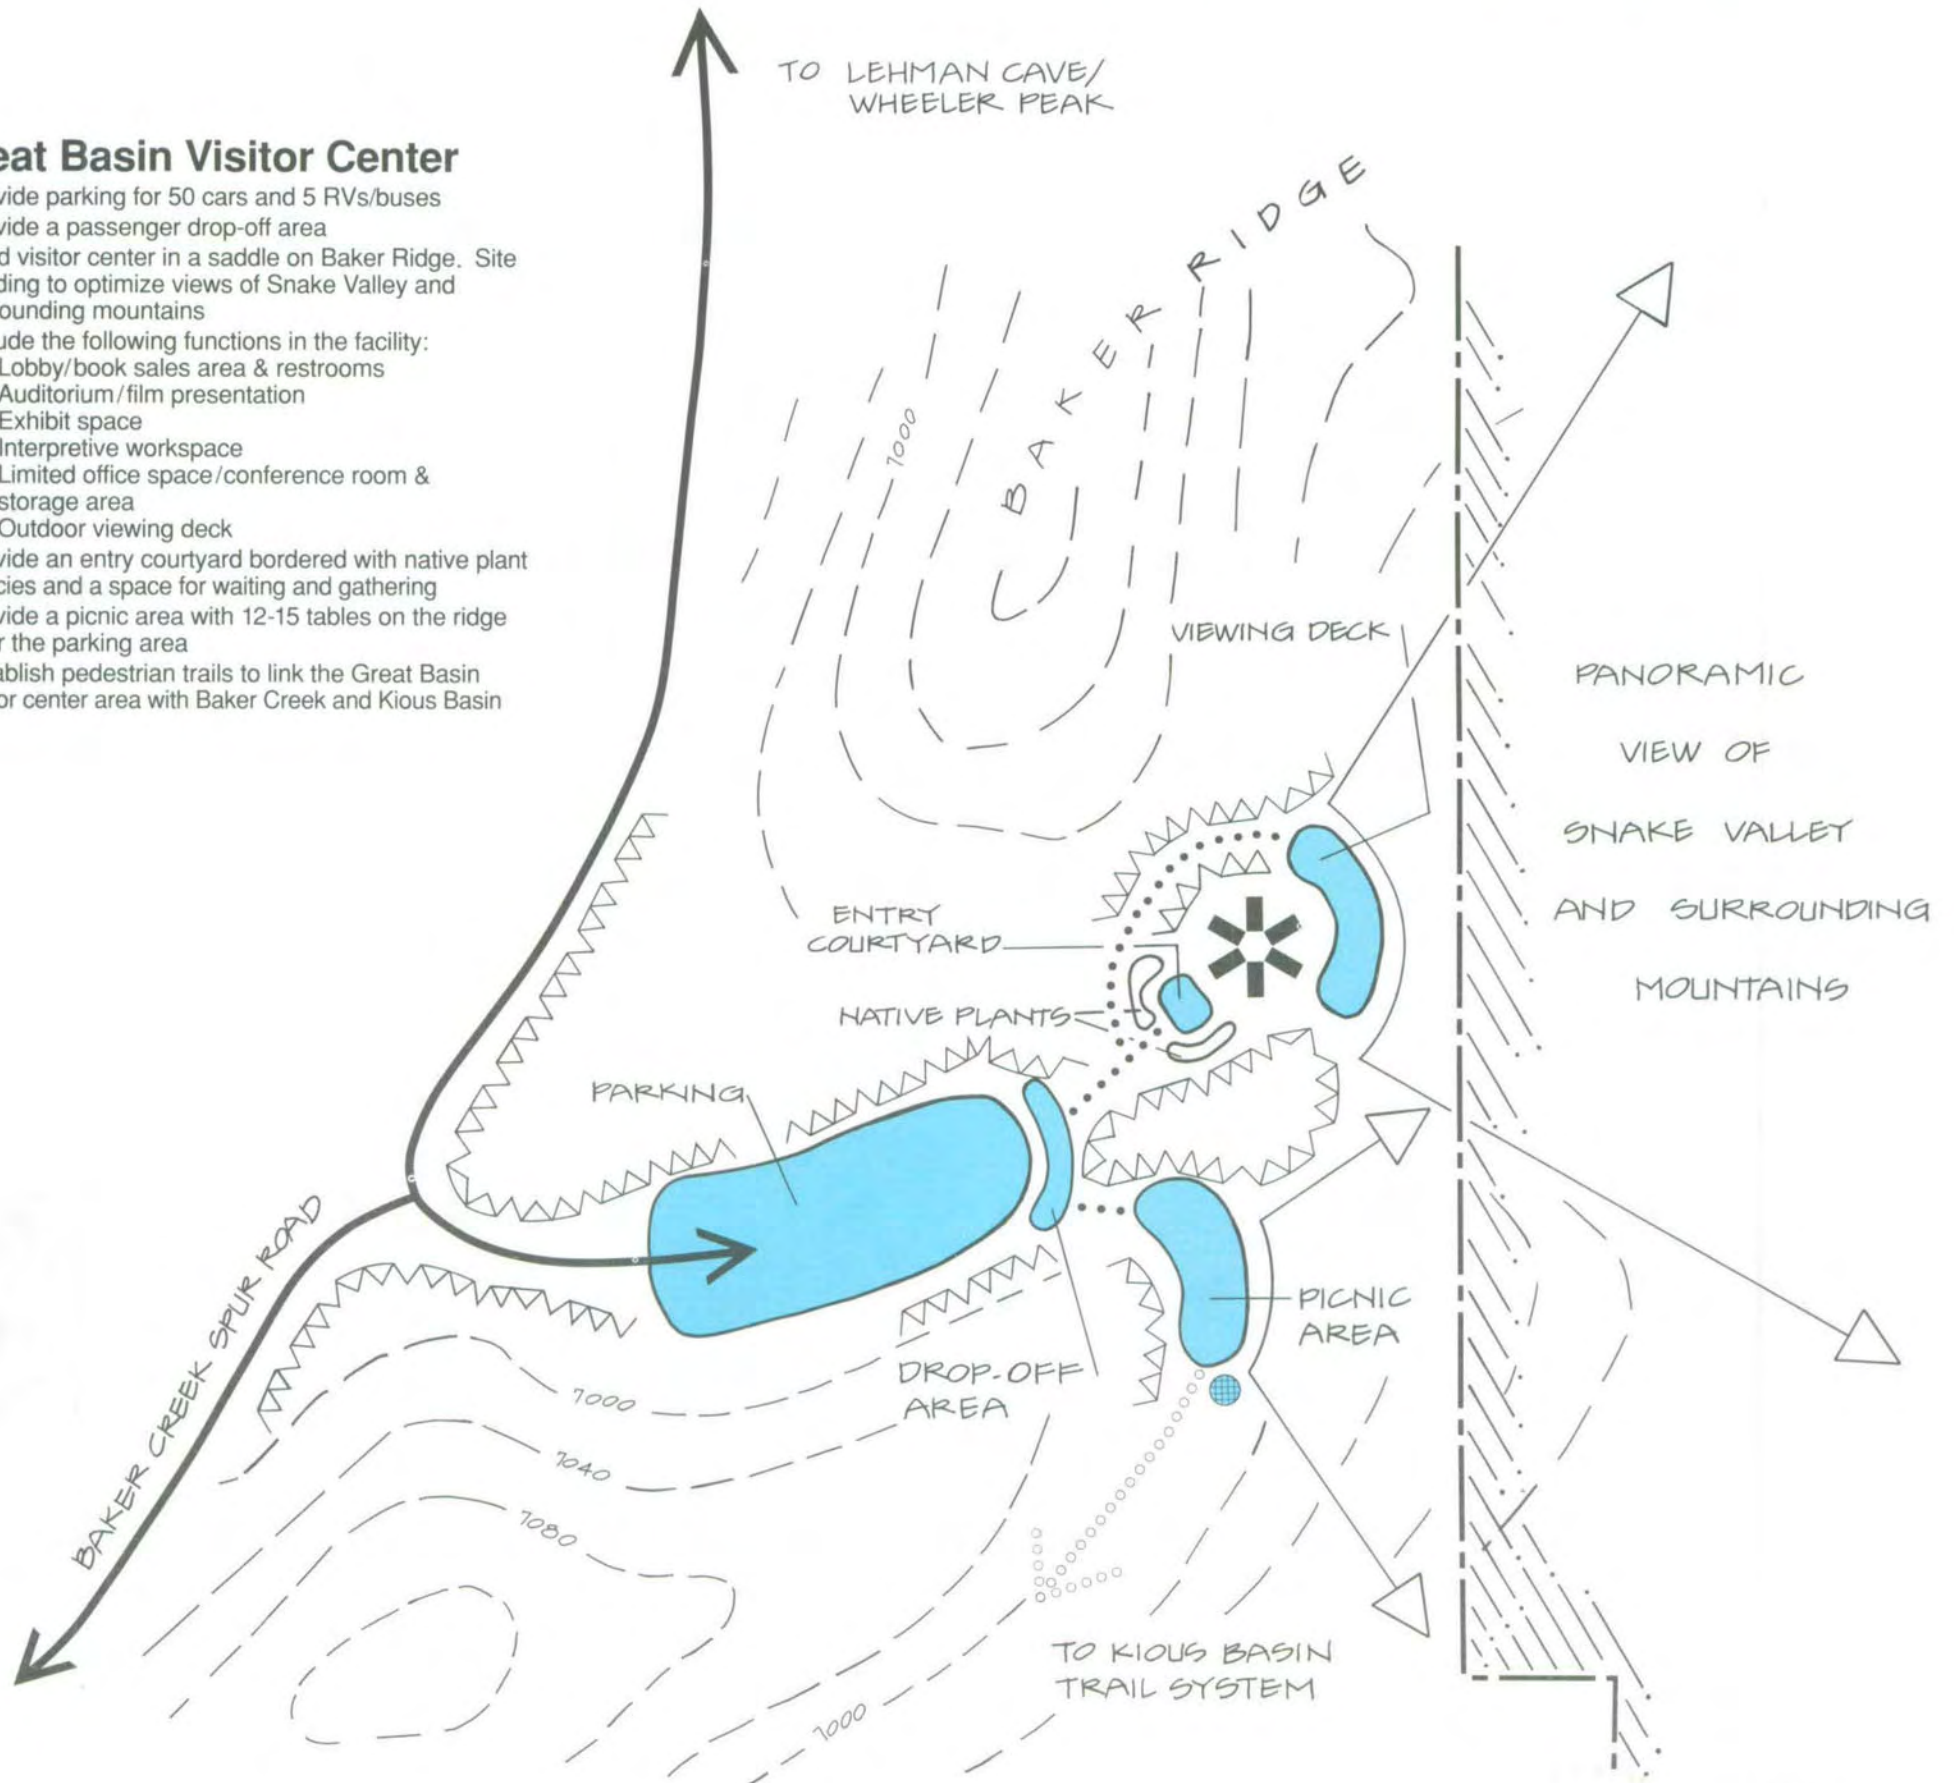 eat Basin Visitor Center
vide parking for 50 cars and 5 RVs/buses
vide a passenger drop-off area
d visitor center in a saddle on Baker Ridge. Site
ding to optimize views of Snake Valley and
ounding mountains
ude the following functions in the facility:
Lobby/book sales area & restrooms
Auditorium/film presentation
Exhibit space
Interpretive workspace
Limited office space/conference room &
storage area
Outdoor viewing deck
vide an entry courtyard bordered with native plant
cies and a space for waiting and gathering
vide a picnic area with 12-15 tables on the ridge
r the parking area
ablish pedestrian trails to link the Great Basin
or center area with Baker Creek and Kious Basin
TO LEHMAN CAVE/
WHEELER PEAK
BAKER RIDGE
7000
VIEWING DECK
PANORAMIC
VIEW OF
SNAKE VALLEY
AND SURROUNDING
MOUNTAINS
ENTRY
COURTYARD
NATIVE PLANTS
PARKING
BAKER CREEK SPUR ROAD
PICNIC
AREA
DROP-OFF
AREA
7000
7040
7080
TO KIOUS BASIN
TRAIL SYSTEM
7000